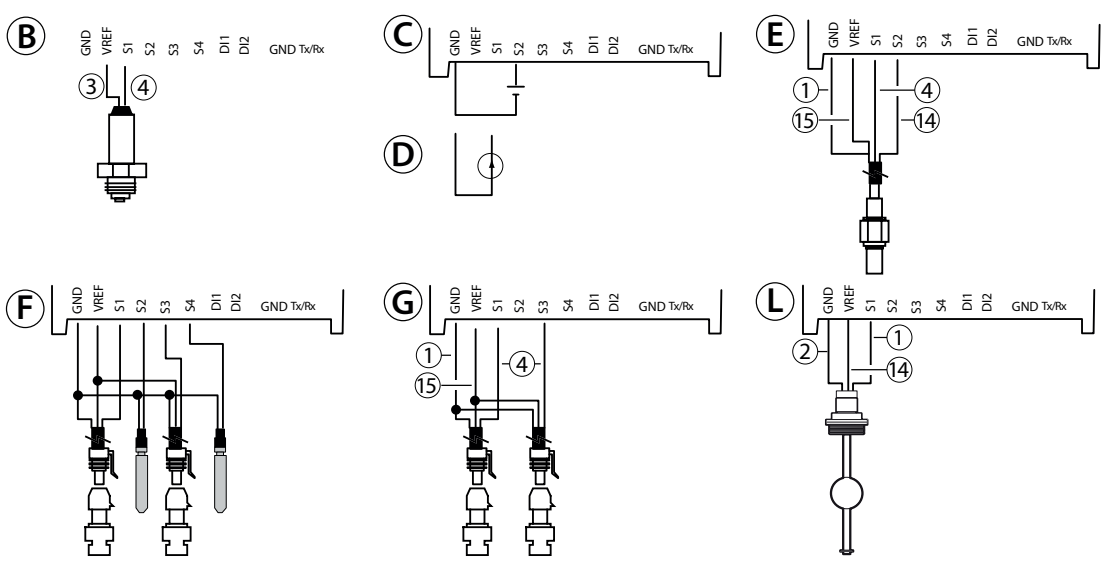 B
GND VREF S1 S2 S3 S4 DI1 DI2 GND Tx/Rx
3 4
C
GND VREF S1 S2 S3 S4 DI1 DI2 GND Tx/Rx
D
E
GND VREF S1 S2 S3 S4 DI1 DI2 GND Tx/Rx
1 4
15 14
F
GND VREF S1 S2 S3 S4 DI1 DI2 GND Tx/Rx
G
GND VREF S1 S2 S3 S4 DI1 DI2 GND Tx/Rx
1 4
15
L
GND VREF S1 S2 S3 S4 DI1 DI2 GND Tx/Rx
1
2
14